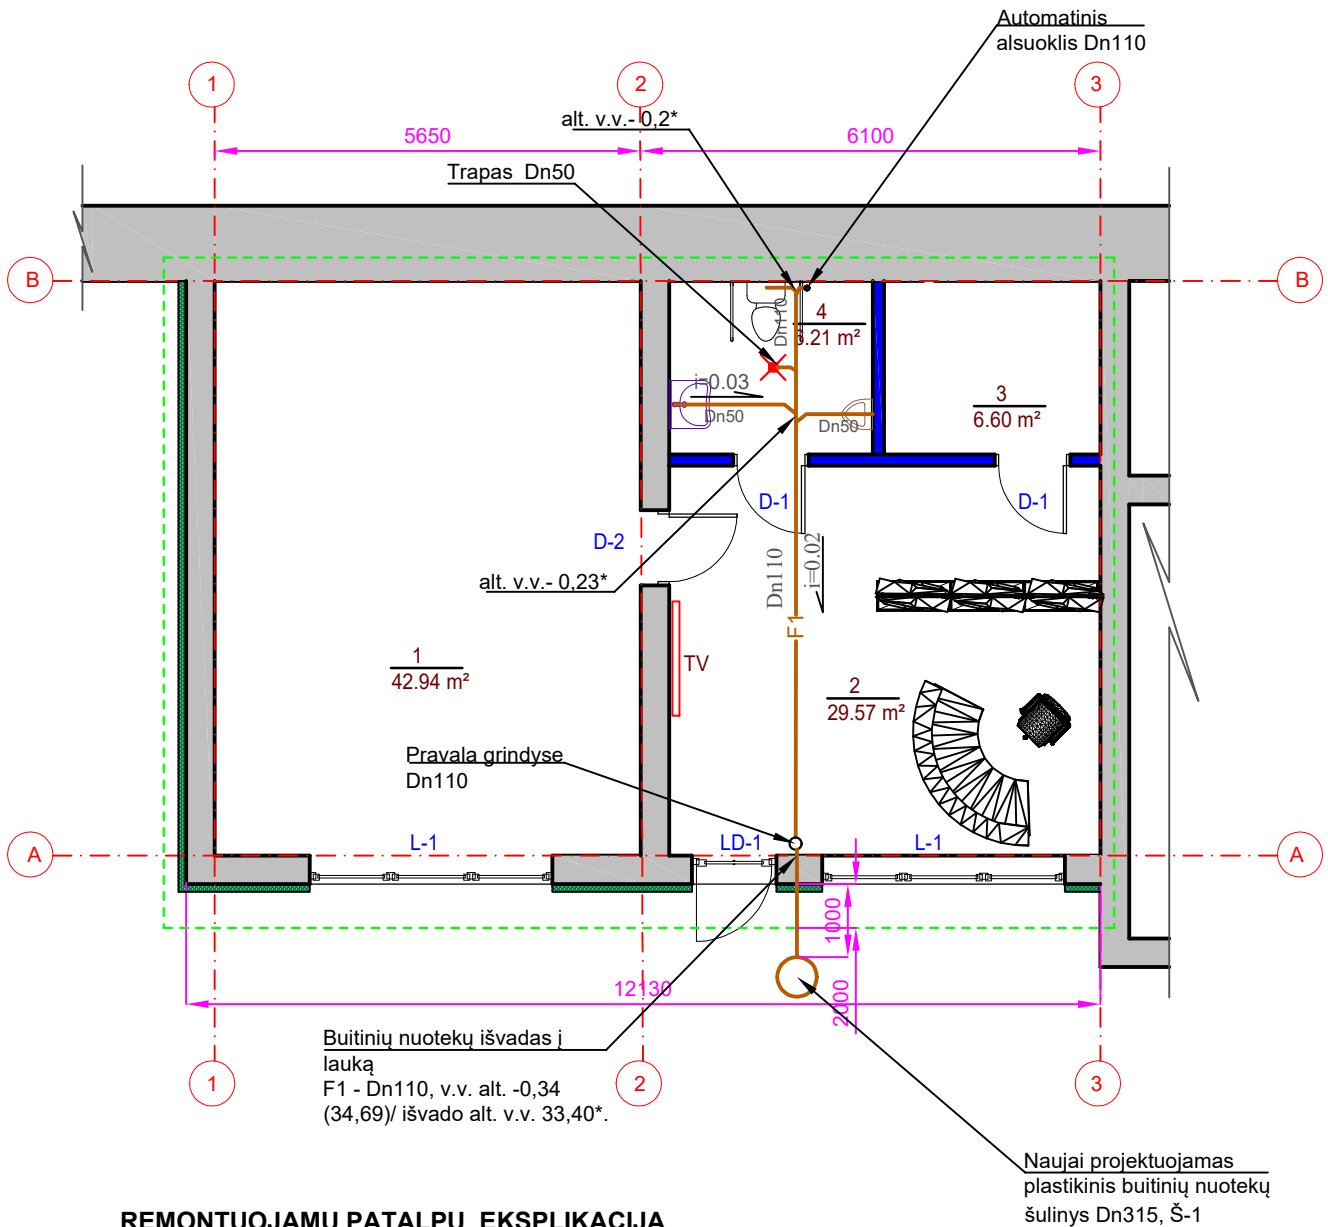 Automatinis
alsuoklis Dn110
1
2
3
alt. v.v.- 0,2*
5650
6100
Trapas Dn50
B
B
Dn110
4
6.21 m²
i=0.03
Dn50
Dn50
3
6.60 m²
D-1
D-1
D-2
Dn110
i=0.02
alt. v.v.- 0,23*
F1
1
42.94 m²
TV
2
29.57 m²
Pravala grindyse
Dn110
A
L-1
LD-1
L-1
A
1000
12130
2000
Buitinių nuotekų išvadas į
lauką
F1 - Dn110, v.v. alt. -0,34
(34,69)/ išvado alt. v.v. 33,40*.
1
2
3
Naujai projektuojamas
plastikinis buitinių nuotekų
šulinys Dn315, Š-1
REMONTUOJAMŲ PATALPŲ EKSPLIKACIJA